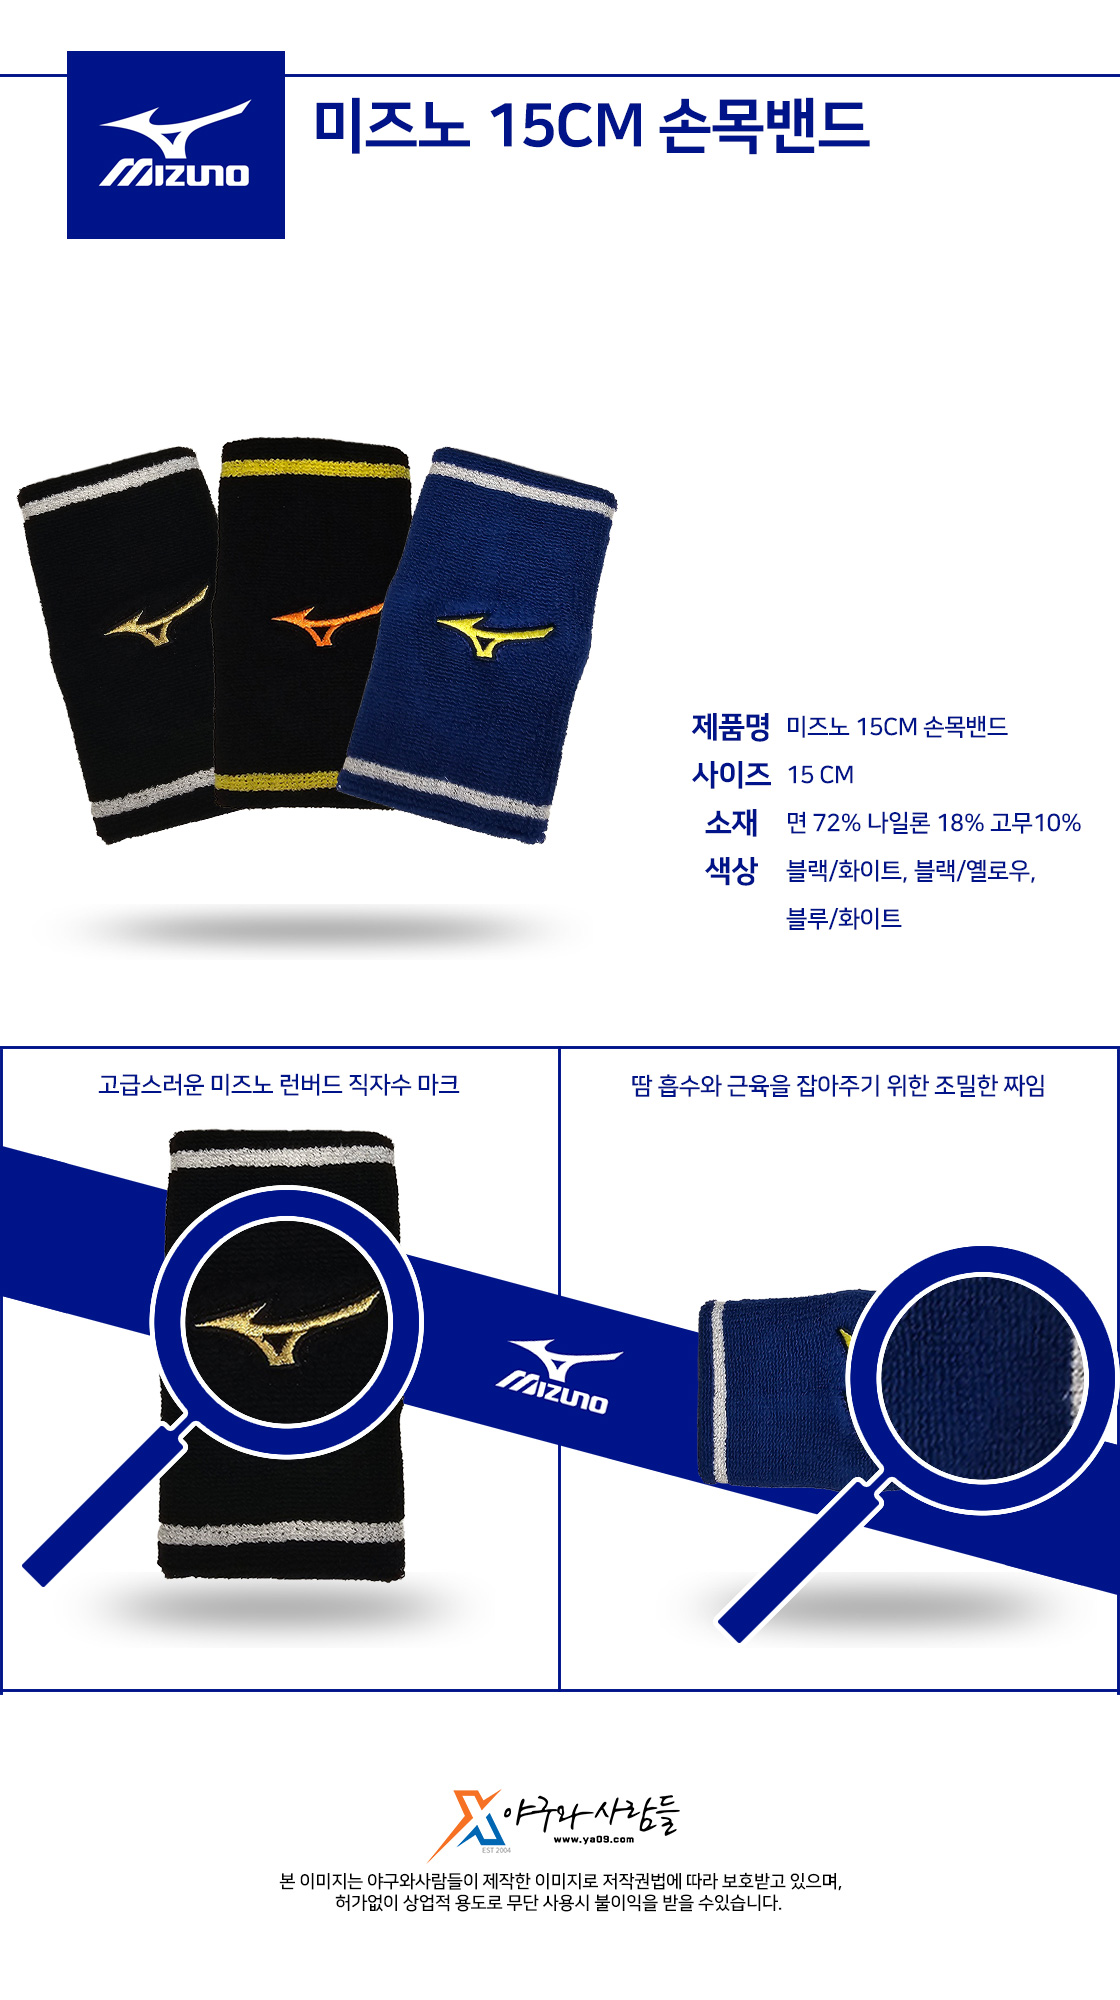 MIZUNO
미즈노 15CM 손목밴드
제품명 미즈노 15CM 손목밴드
사이즈 15 CM
소재 면 72% 나일론 18% 고무10%
색상 블랙/화이트, 블랙/옐로우,
블루/화이트
고급스러운 미즈노 런버드 직자수 마크
땀 흡수와 근육을 잡아주기 위한 조밀한 짜임
MIZUNO
야구와사람들
www.ya09.com
EST 2004
본 이미지는 야구와사람들이 제작한 이미지로 저작권법에 따라 보호받고 있으며,
허가없이 상업적 용도로 무단 사용시 불이익을 받을 수있습니다.